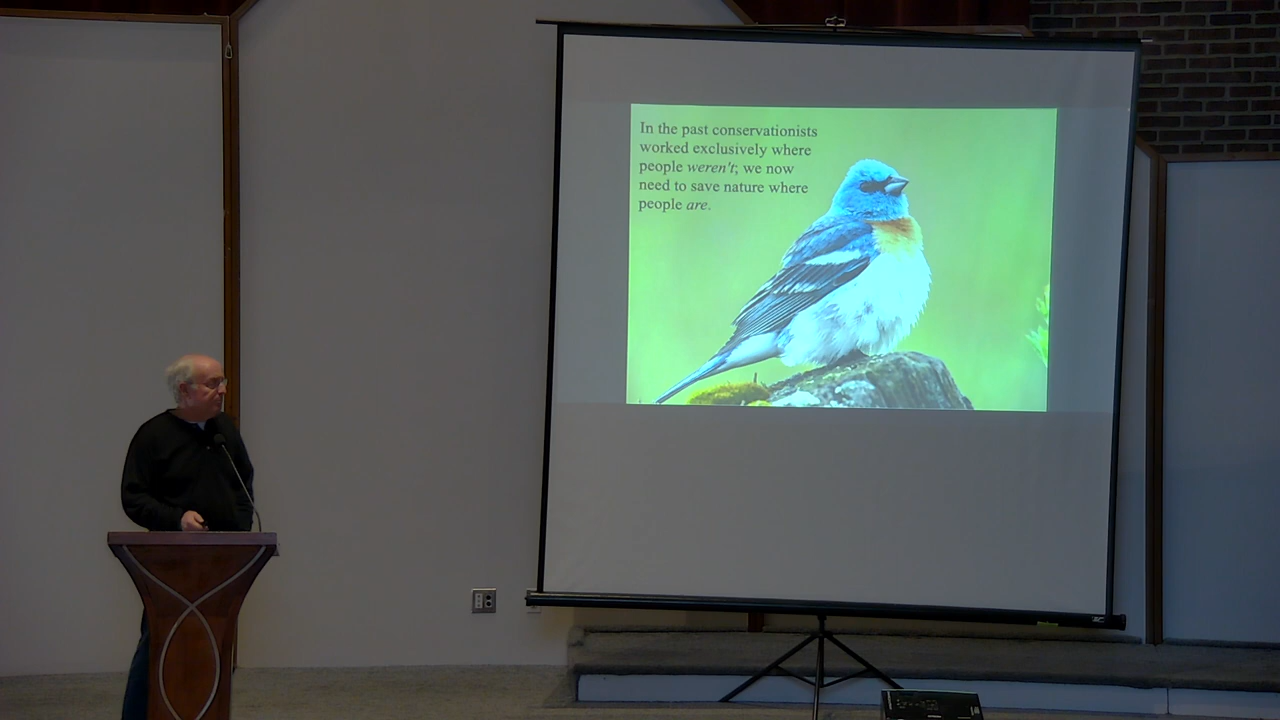 In the past conservationists
worked exclusively where
people weren't; we now
need to save nature where
people are.